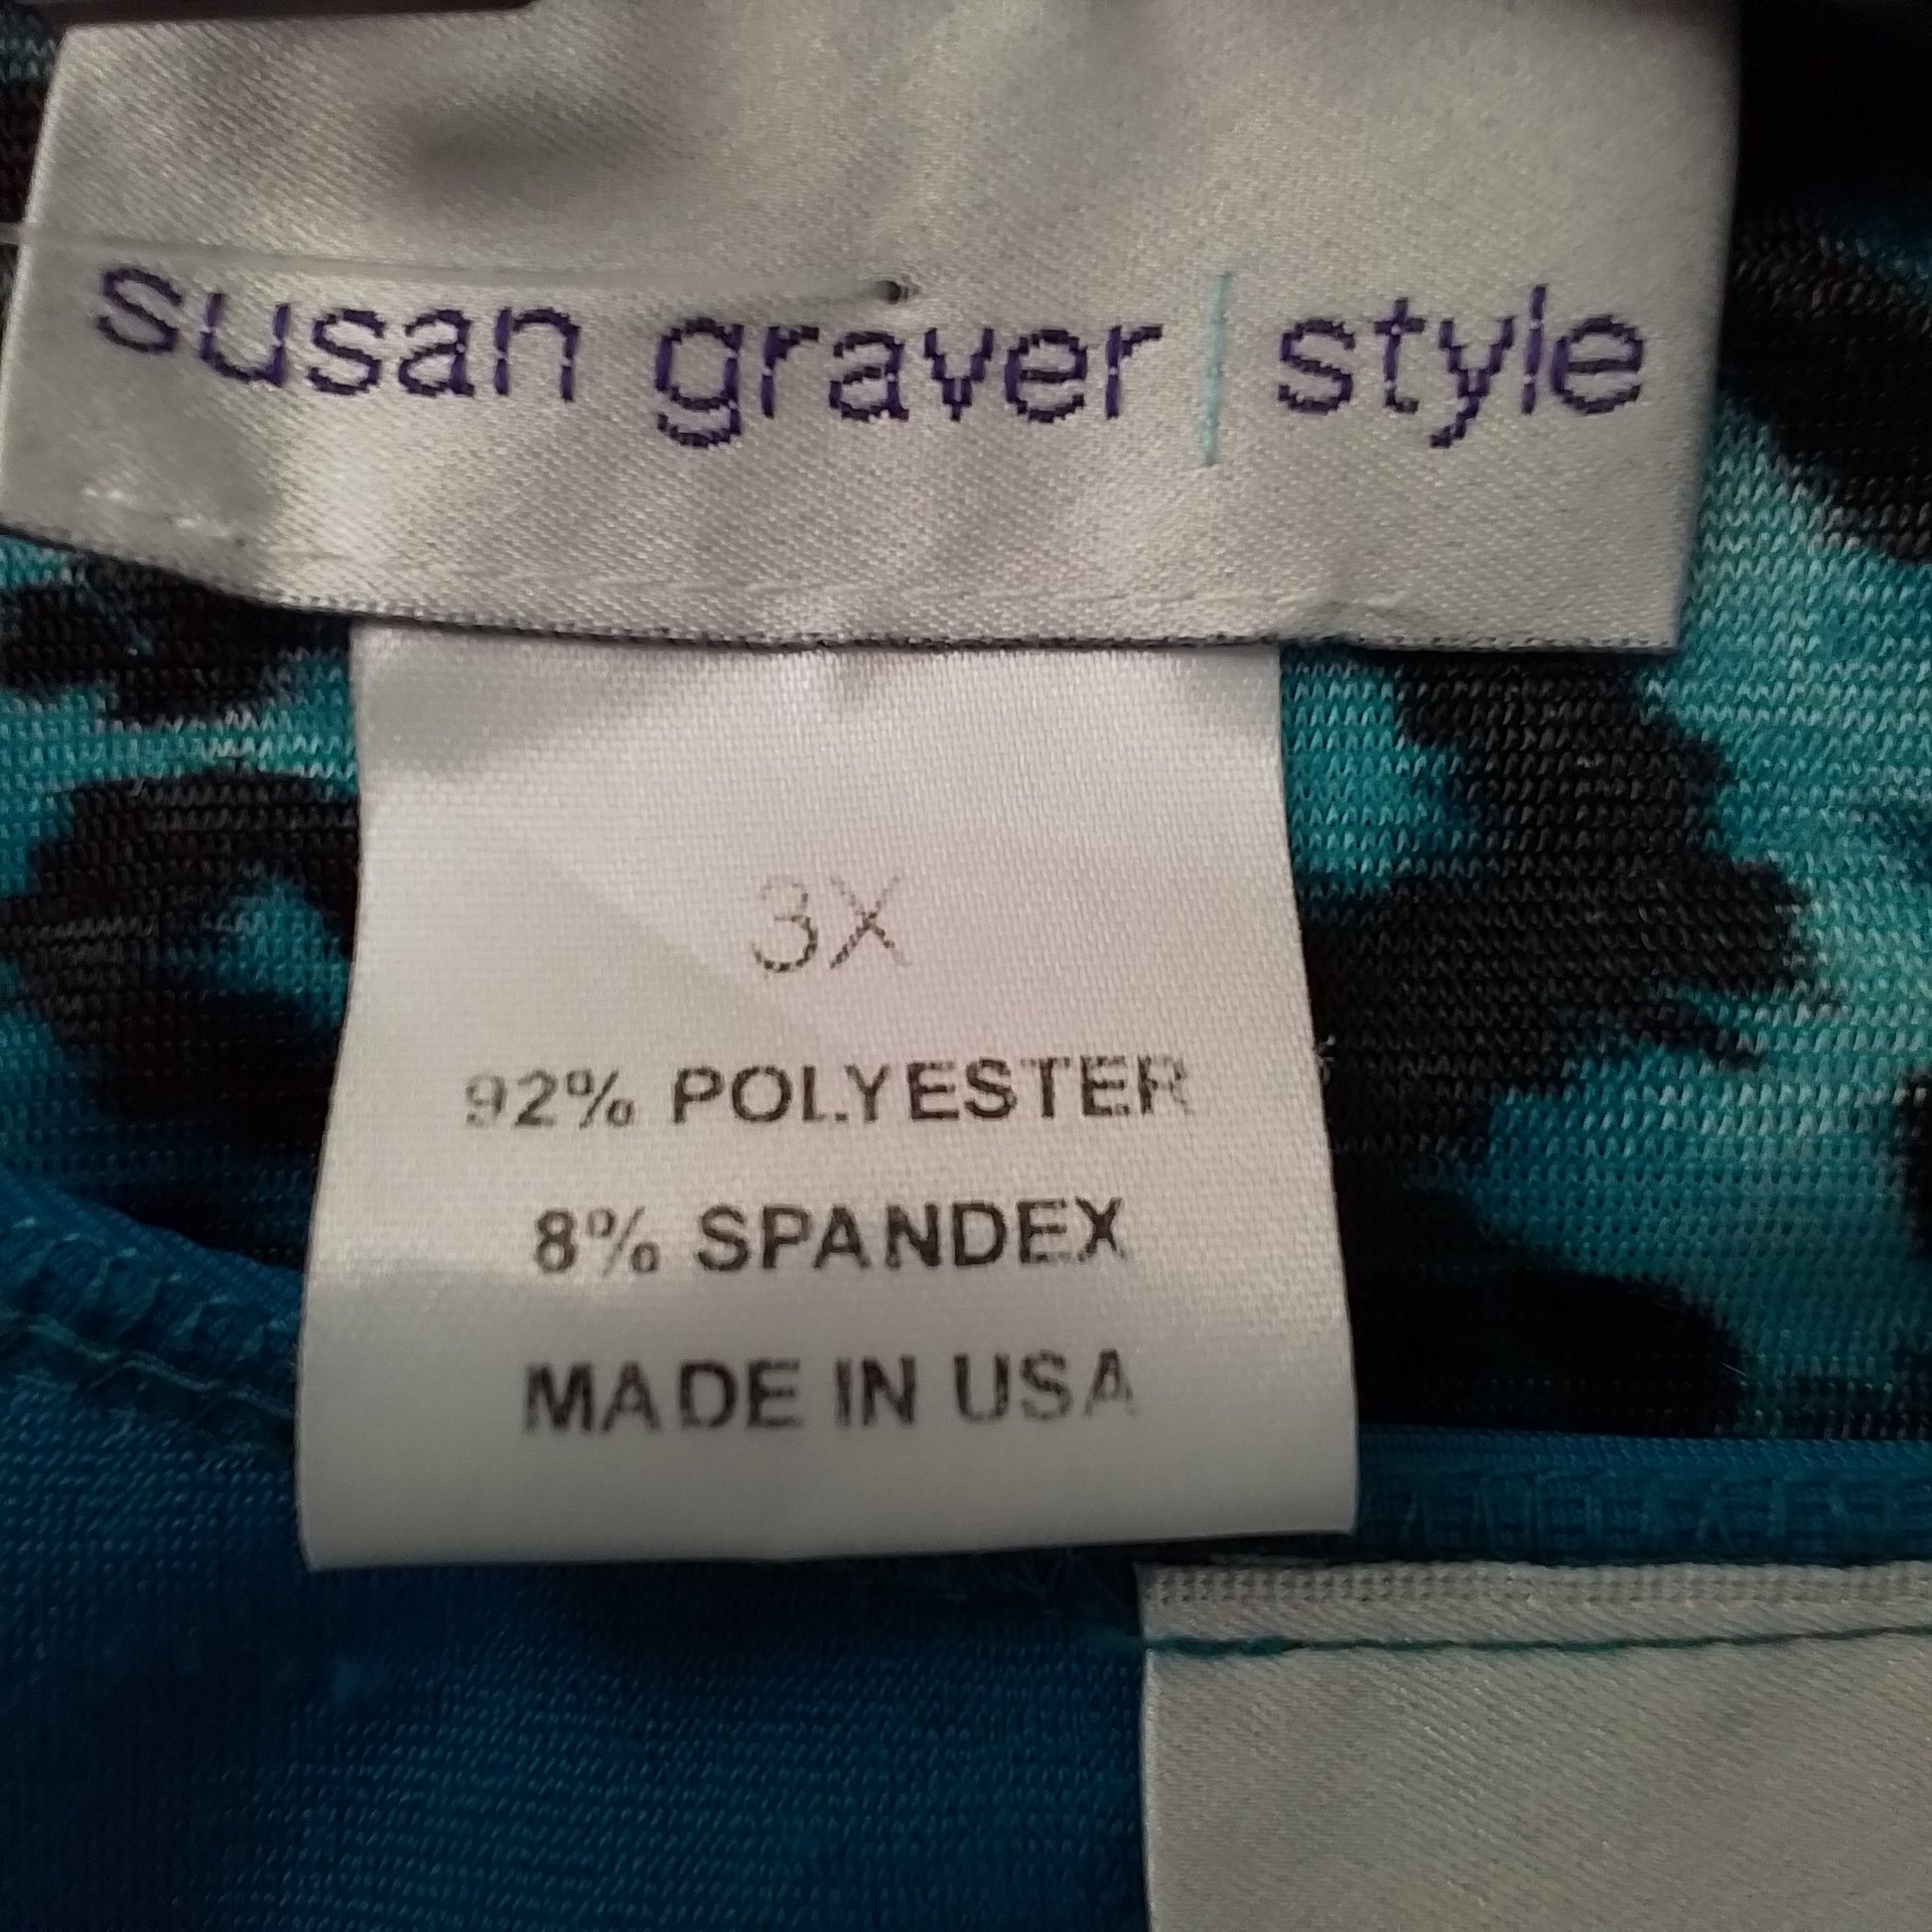 susan graver | style
3X
92% POLYESTER
8% SPANDEX
MADE IN USA